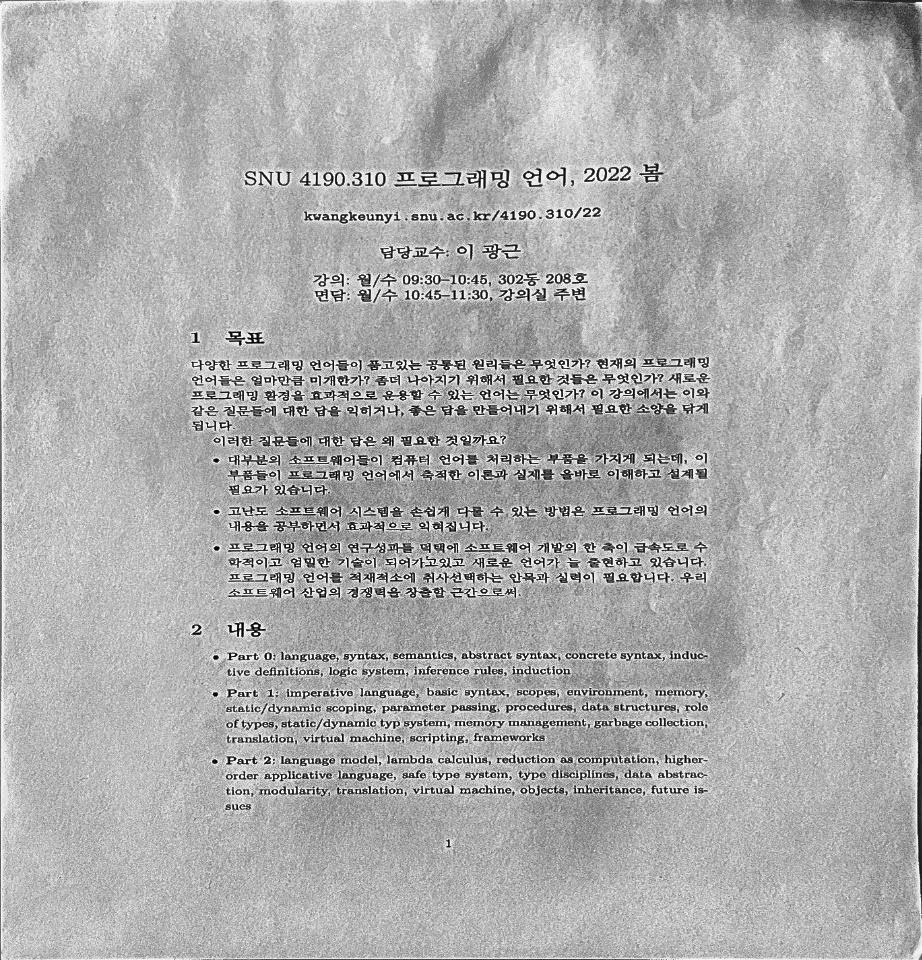 SNU 4190.310 프로그래밍 언어, 2022 봄
kwangkeunyi.snu.ac.kr/4190.310/22
담당교수: 이 광근
강의: 월/수 09:30–10:45, 302동 208호
면담: 월/수 10:45–11:30, 강의실 주변
1 목표
다양한 프로그래밍 언어들이 품고있는 공통된 원리들은 무엇인가? 현재의 프로그래밍
언어들은 얼마만큼 미개한가? 좀더 나아지기 위해서 필요한 것들은 무엇인가? 새로운
프로그래밍 환경을 효과적으로 운용할 수 있는 언어는 무엇인가? 이 강의에서는 이와
같은 질문들에 대한 답을 익히거나, 좋은 답을 만들어내기 위해서 필요한 소양을 닦게
됩니다.
이러한 질문들에 대한 답은 왜 필요한 것일까요?
• 대부분의 소프트웨어들이 컴퓨터 언어를 처리하는 부품을 가지게 되는데, 이
부품들이 프로그래밍 언어에서 축적한 이론과 실제를 올바로 이해하고 설계될
필요가 있습니다.
• 고난도 소프트웨어 시스템을 손쉽게 다룰 수 있는 방법은 프로그래밍 언어의
내용을 공부하면서 효과적으로 익혀집니다.
• 프로그래밍 언어의 연구성과들 덕택에 소프트웨어 개발의 한 축이 급속도로 수
학적이고 엄밀한 기술이 되어가고있고 새로운 언어가 늘 출현하고 있습니다.
프로그래밍 언어를 적재적소에 취사선택하는 안목과 실력이 필요합니다. 우리
소프트웨어 산업의 경쟁력을 창출할 근간으로써.
2 내용
• Part 0: language, syntax, semantics, abstract syntax, concrete syntax, induc-
tive definitions, logic system, inference rules, induction
• Part 1: imperative language, basic syntax, scopes, environment, memory,
static/dynamic scoping, parameter passing, procedures, data structures, role
of types, static/dynamic typ system, memory management, garbage collection,
translation, virtual machine, scripting, frameworks
• Part 2: language model, lambda calculus, reduction as computation, higher-
order applicative language, safe type system, type disciplines, data abstrac-
tion, modularity, translation, virtual machine, objects, inheritance, future is-
sues
1